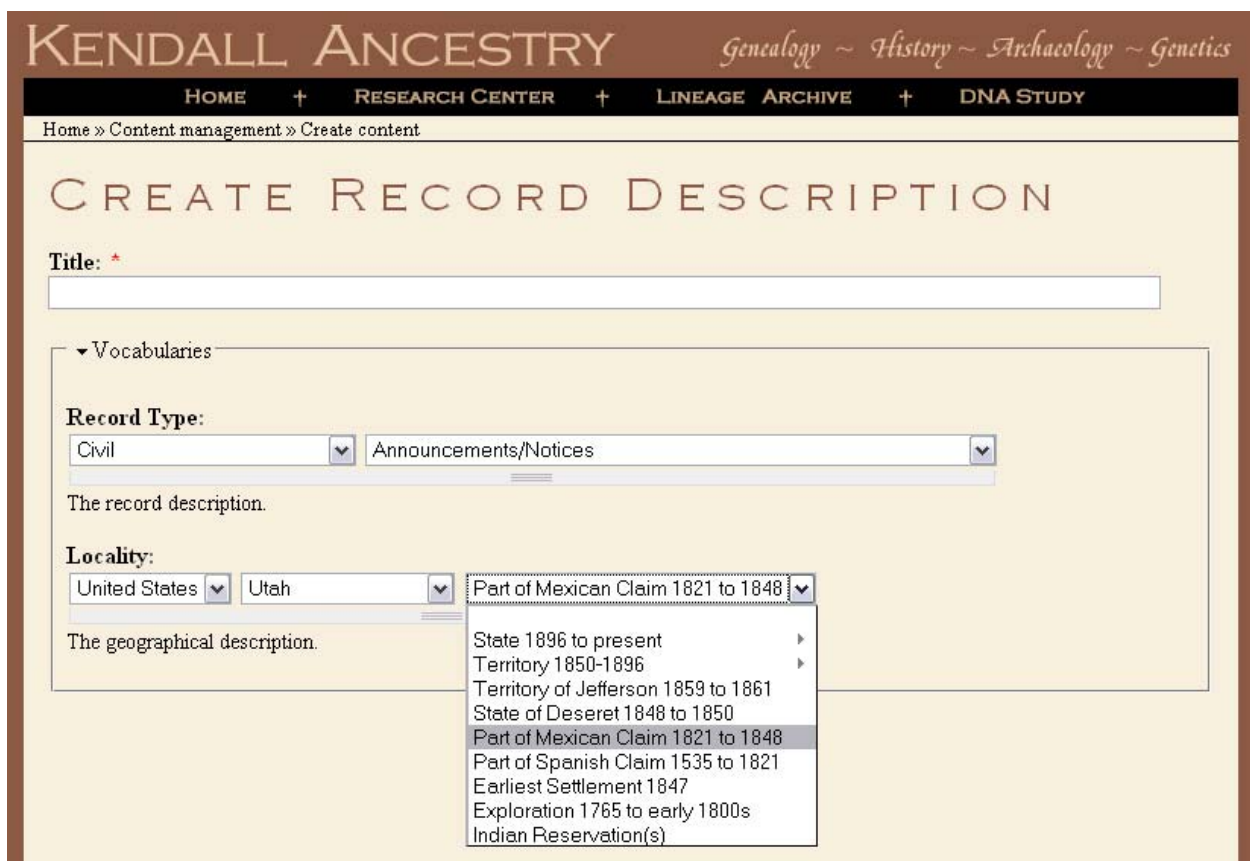 KENDALL ANCESTRY
Genealogy ~ History ~ Archaeology ~ Genetics
HOME † RESEARCH CENTER † LINEAGE ARCHIVE † DNA STUDY
Home » Content management » Create content
CREATE RECORD DESCRIPTION
Title: *
Vocabularies
Record Type:
Civil Announcements/Notices
The record description.
Locality:
United States Utah Part of Mexican Claim 1821 to 1848
The geographical description.
State 1896 to present
Territory 1850-1896
Territory of Jefferson 1859 to 1861
State of Deseret 1848 to 1850
Part of Mexican Claim 1821 to 1848
Part of Spanish Claim 1535 to 1821
Earliest Settlement 1847
Exploration 1765 to early 1800s
Indian Reservation(s)